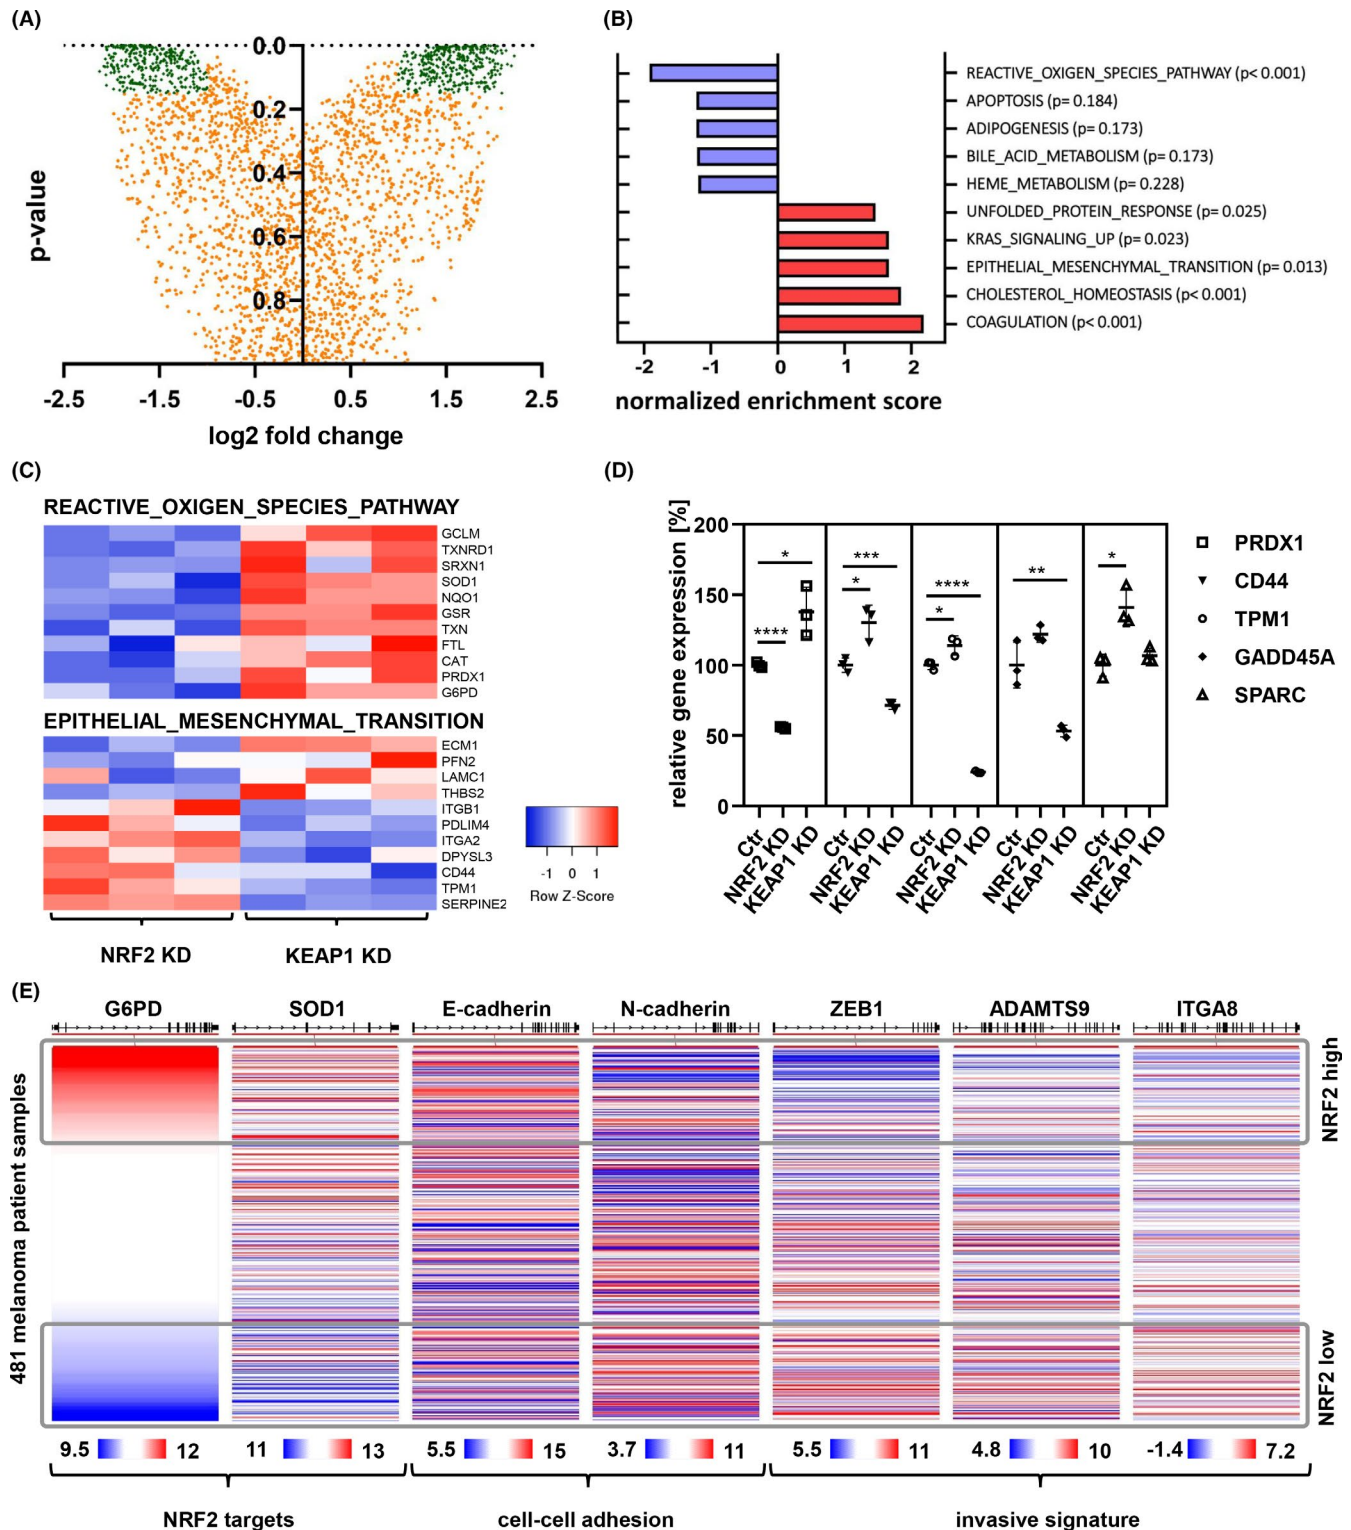 (A)
0.0
0.2
0.4
0.6
0.8
p-value
-2.5
-1.5
-0.5
0.5
1.5
2.5
log2 fold change
(B)
REACTIVE_OXIGEN_SPECIES_PATHWAY (p< 0.001)
APOPTOSIS (p= 0.184)
ADIPOGENESIS (p= 0.173)
BILE_ACID_METABOLISM (p= 0.173)
HEME_METABOLISM (p= 0.228)
UNFOLDED_PROTEIN_RESPONSE (p= 0.025)
KRAS_SIGNALING_UP (p= 0.023)
EPITHELIAL_MESENCHYMAL_TRANSITION (p= 0.013)
CHOLESTEROL_HOMEOSTASIS (p< 0.001)
COAGULATION (p< 0.001)
-2
-1
0
1
2
normalized enrichment score
(C)
REACTIVE_OXIGEN_SPECIES_PATHWAY
GCLM
TXNRD1
SRXN1
SOD1
NQO1
GSR
TXN
FTL
CAT
PRDX1
G6PD
EPITHELIAL_MESENCHYMAL_TRANSITION
ECM1
PFN2
LAMC1
THBS2
ITGB1
PDLIM4
ITGA2
DPYSL3
CD44
TPM1
SERPINE2
NRF2 KD
KEAP1 KD
-1
0
1
Row Z-Score
(D)
relative gene expression [%]
200
150
100
50
0
*
****
***
*
****
*
**
*
Ctr
NRF2 KD
KEAP1 KD
Ctr
NRF2 KD
KEAP1 KD
Ctr
NRF2 KD
KEAP1 KD
Ctr
NRF2 KD
KEAP1 KD
Ctr
NRF2 KD
KEAP1 KD
PRDX1
CD44
TPM1
GADD45A
SPARC
(E)
G6PD
SOD1
E-cadherin
N-cadherin
ZEB1
ADAMTS9
ITGA8
481 melanoma patient samples
NRF2 high
NRF2 low
9.5 12
11 13
5.5 15
3.7 11
5.5 11
4.8 10
-1.4 7.2
NRF2 targets
cell-cell adhesion
invasive signature